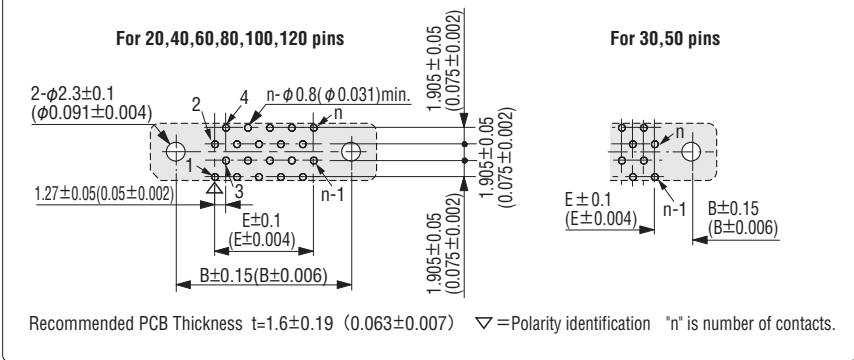 For 20,40,60,80,100,120 pins
For 30,50 pins
2-φ2.3±0.1
(φ0.091±0.004)
2
4
n-φ0.8(φ0.031)min.
n
1
3
n-1
1.27±0.05(0.05±0.002)
E±0.1
(E±0.004)
B±0.15(B±0.006)
1.905±0.05
(0.075±0.002)
1.905±0.05
(0.075±0.002)
1.905±0.05
(0.075±0.002)
n
n-1
E±0.1
(E±0.004)
B±0.15
(B±0.006)
Recommended PCB Thickness t=1.6±0.19 (0.063±0.007) ▽=Polarity identification "n" is number of contacts.